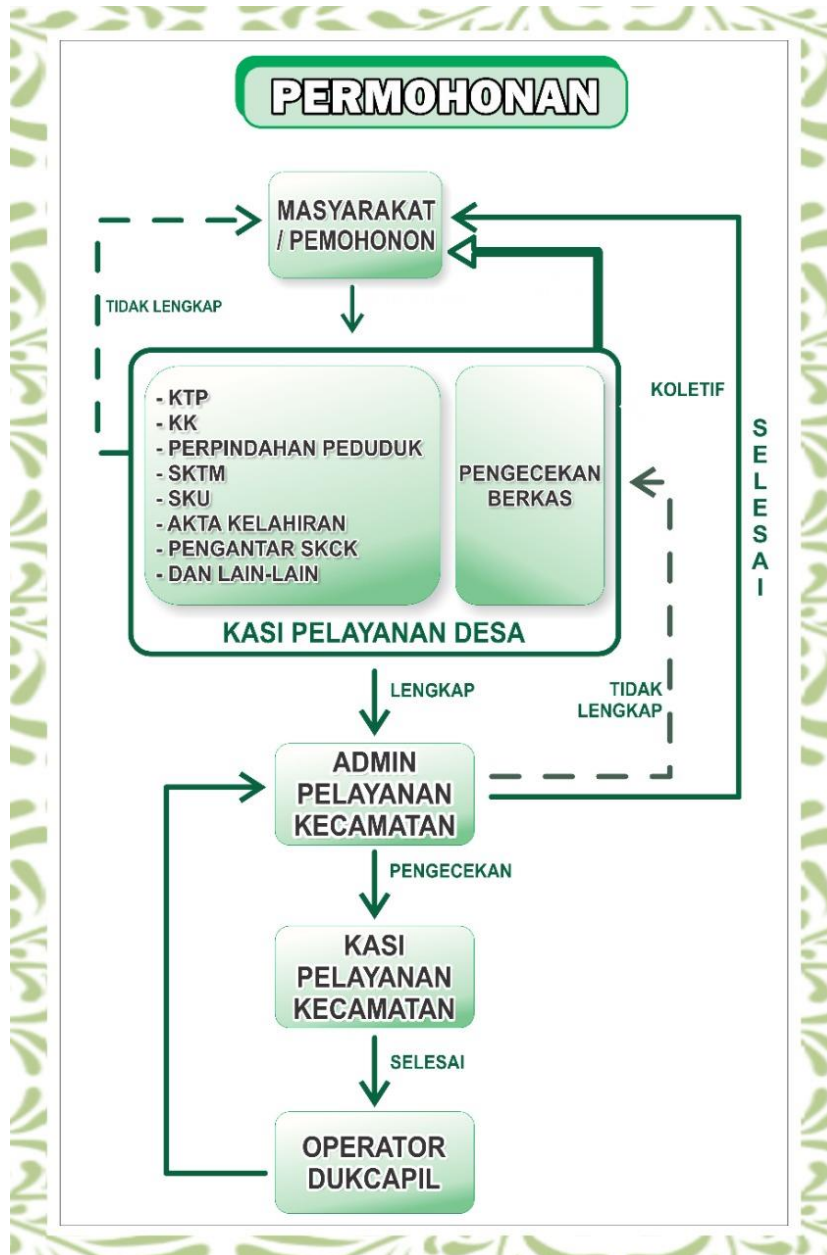 PERMOHONAN
MASYARAKAT
/ PEMOHONON
TIDAK LENGKAP
- KTP
- KK
- PERPINDAHAN PEDUDUK
- SKTM
- SKU
- AKTA KELAHIRAN
- PENGANTAR SKCK
- DAN LAIN-LAIN
PENGECEKAN
BERKAS
KASI PELAYANAN DESA
KOLETIF
SELESAI
LENGKAP
TIDAK
LENGKAP
ADMIN
PELAYANAN
KECAMATAN
PENGECEKAN
KASI
PELAYANAN
KECAMATAN
SELESAI
OPERATOR
DUKCAPIL